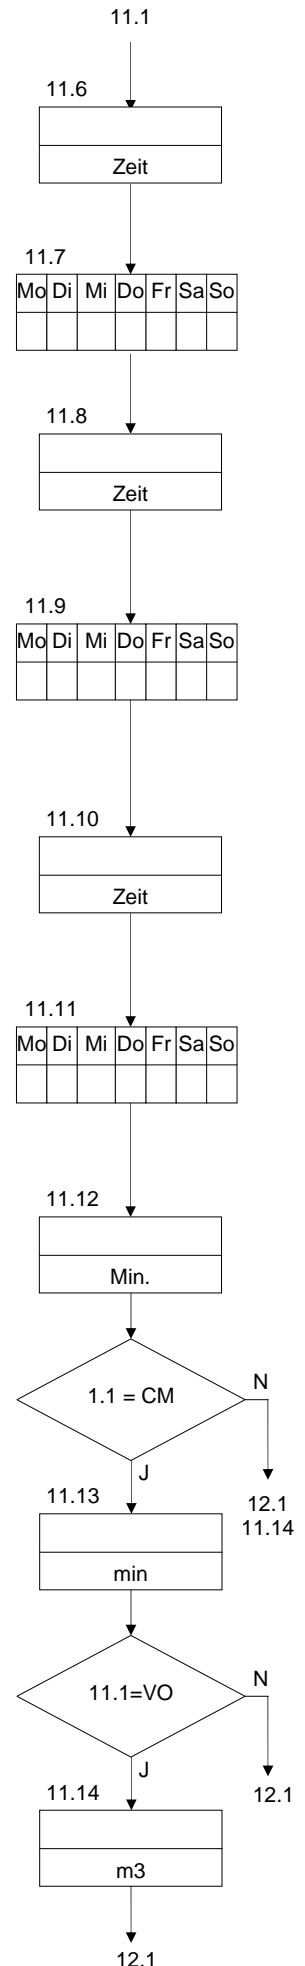 11.1
11.6
Zeit
11.7
Mo Di Mi Do Fr Sa So
11.8
Zeit
11.9
Mo Di Mi Do Fr Sa So
11.10
Zeit
11.11
Mo Di Mi Do Fr Sa So
11.12
Min.
1.1 = CM
N
J
12.1
11.14
11.13
min
11.1=VO
N
J
12.1
11.14
m3
12.1